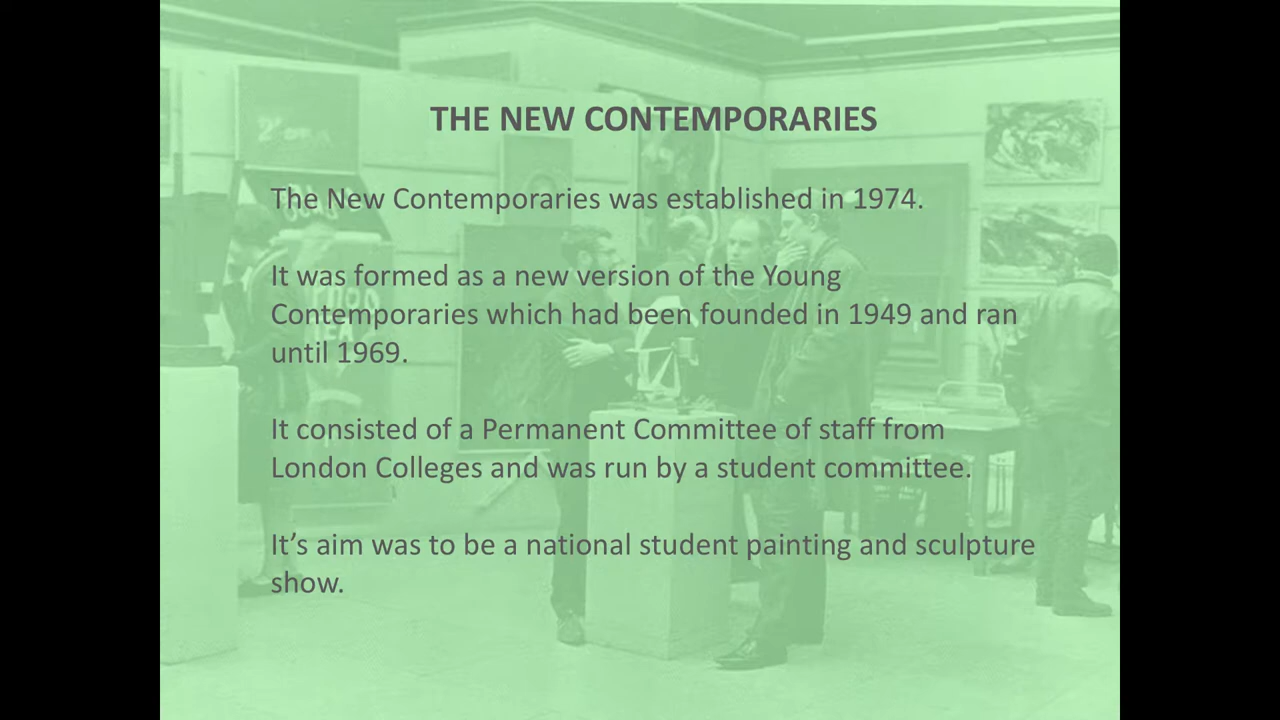 THE NEW CONTEMPORARIES
The New Contemporaries was established in 1974.
It was formed as a new version of the Young
Contemporaries which had been founded in 1949 and ran
until 1969.
It consisted of a Permanent Committee of staff from
London Colleges and was run by a student committee.
It’s aim was to be a national student painting and sculpture
show.